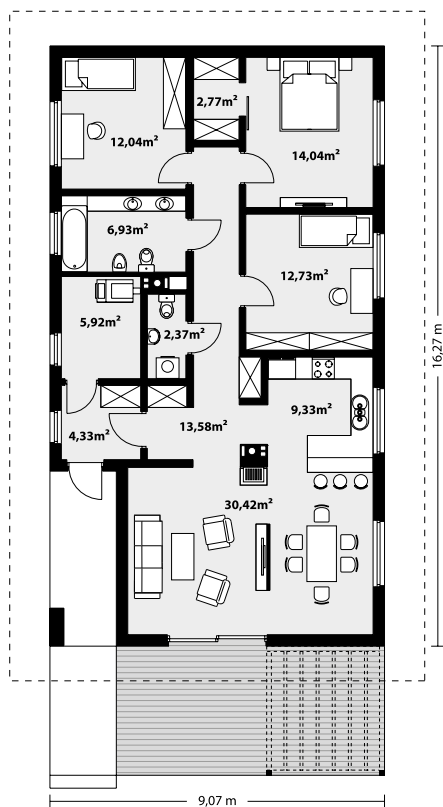 2,77m²
12,04m²
14,04m²
6,93m²
12,73m²
5,92m²
2,37m²
16,27 m
9,33m²
13,58m²
4,33m²
30,42m²
9,07 m